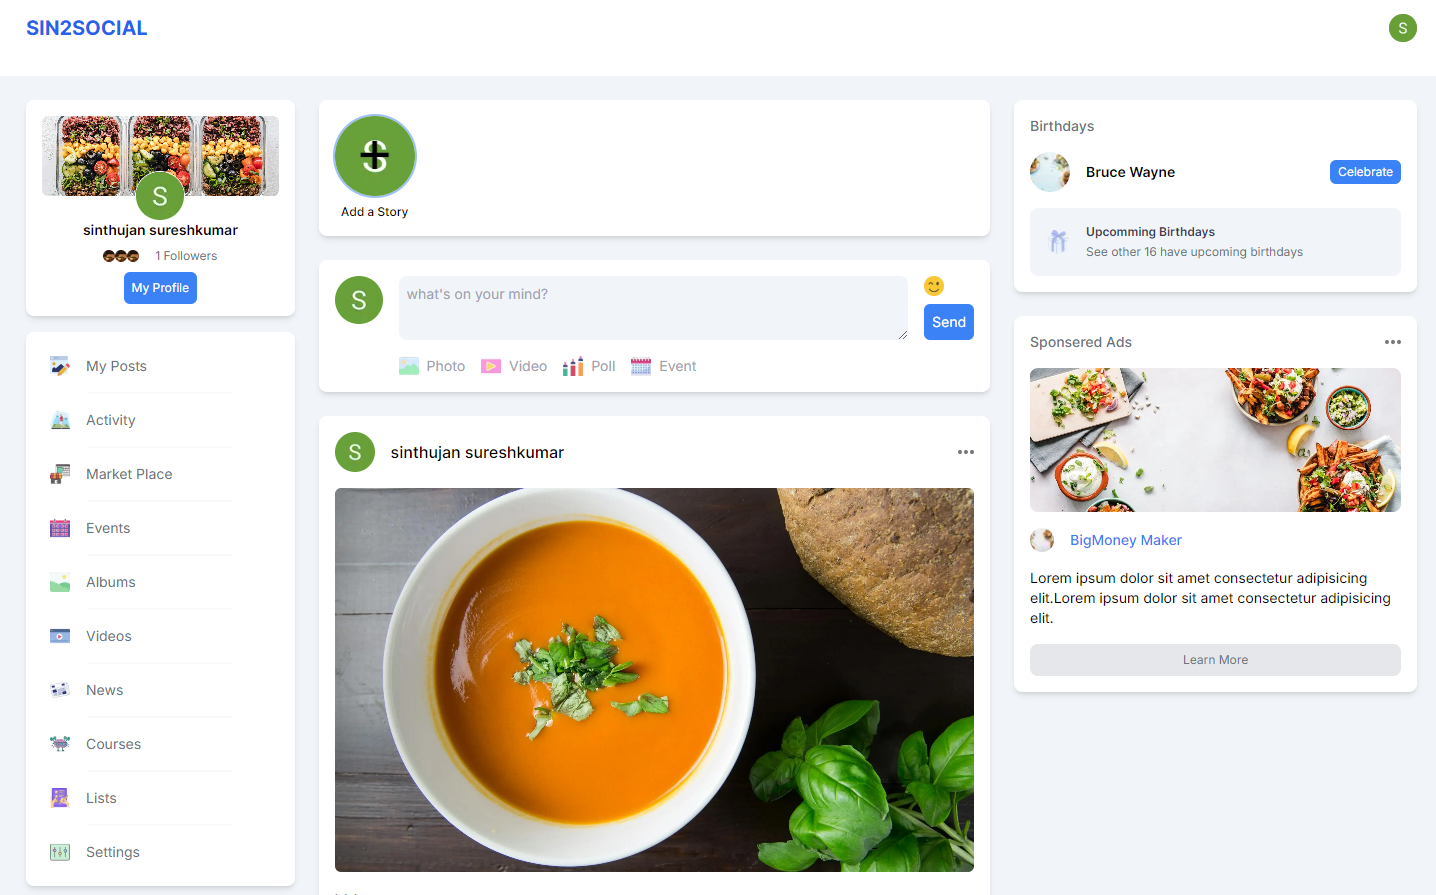 SIN2SOCIAL
S
S
sinthujan sureshkumar
1 Followers
My Profile
My Posts
Activity
Market Place
Events
Albums
Videos
News
Courses
Lists
Settings
S
Add a Story
S
what's on your mind?
Send
Photo Video Poll Event
S
sinthujan sureshkumar
Birthdays
Bruce Wayne
Celebrate
Upcomming Birthdays
See other 16 have upcoming birthdays
Sponsered Ads
BigMoney Maker
Lorem ipsum dolor sit amet consectetur adipisicing
elit.Lorem ipsum dolor sit amet consectetur adipisicing
elit.
Learn More